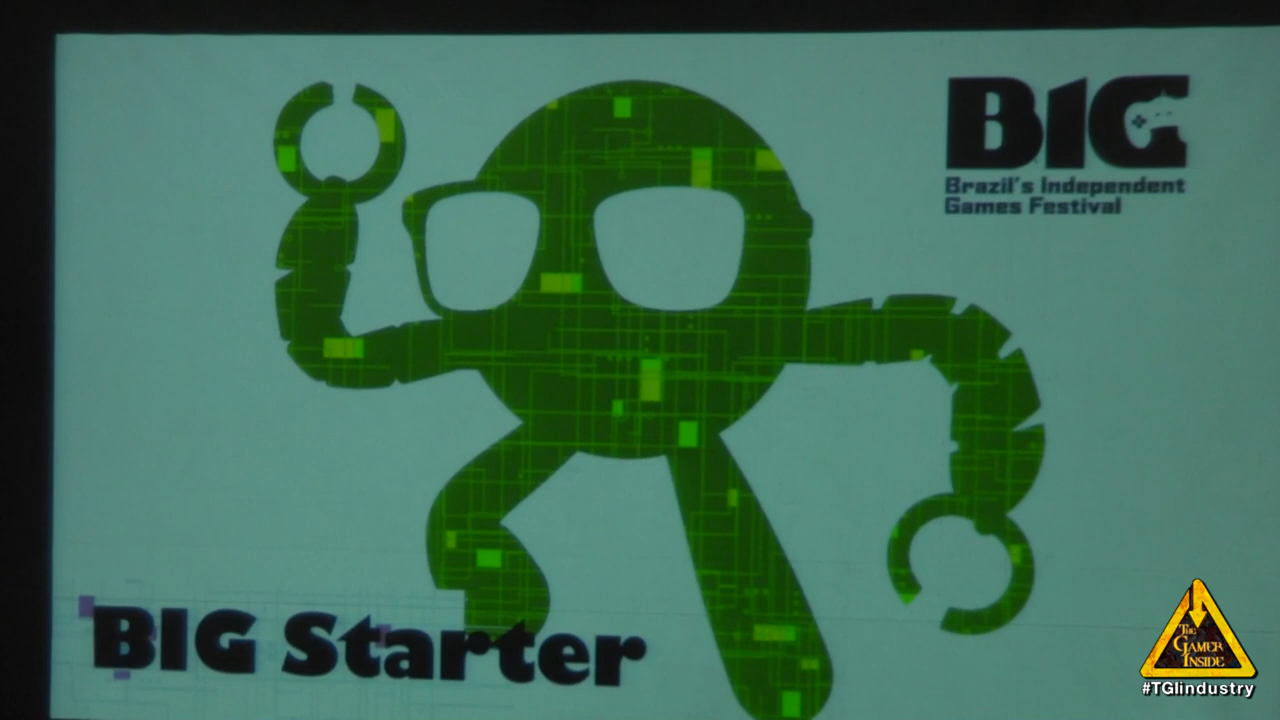 BIG
Brazil's Independent
Games Festival
BIG Starter
The
Gamer
Inside
#TGIindustry